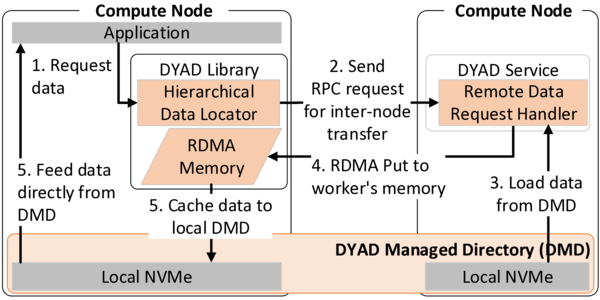 Compute Node
Application
1. Request
data
DYAD Library
Hierarchical
Data Locator
RDMA
Memory
2. Send
RPC request
for inter-node
transfer
Compute Node
DYAD Service
Remote Data
Request Handler
4. RDMA Put to
worker's memory
3. Load data
from DMD
5. Feed data
directly from
DMD
5. Cache data to
local DMD
DYAD Managed Directory (DMD)
Local NVMe
Local NVMe